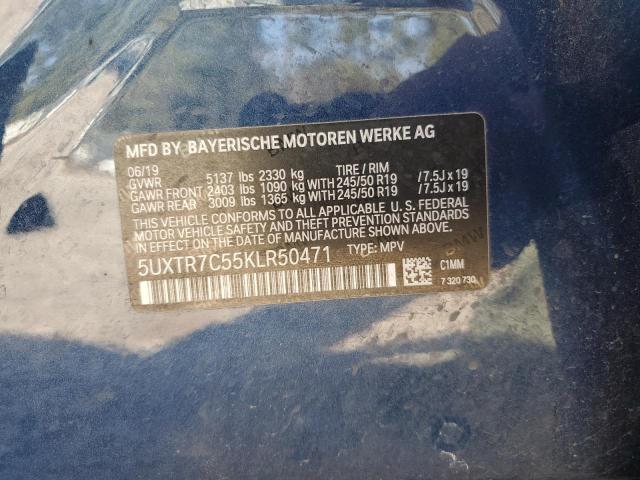 MFD BY BAYERISCHE MOTOREN WERKE AG
06/19
GVWR 5137 lbs 2330 kg TIRE / RIM
GAWR FRONT 2403 lbs 1090 kg WITH 245/50 R19 /7.5J x 19
GAWR REAR 3009 lbs 1365 kg WITH 245/50 R19 /7.5J x 19
THIS VEHICLE CONFORMS TO ALL APPLICABLE U. S. FEDERAL
MOTOR VEHICLE SAFETY, BUMPER, AND THEFT PREVENTION
STANDARDS IN EFFECT ON THE DATE OF MANUFACTURE SHOWN ABOVE.
5UXTR7C55KLR50471 TYPE: MPV
C1MM
7 320 730
BMW